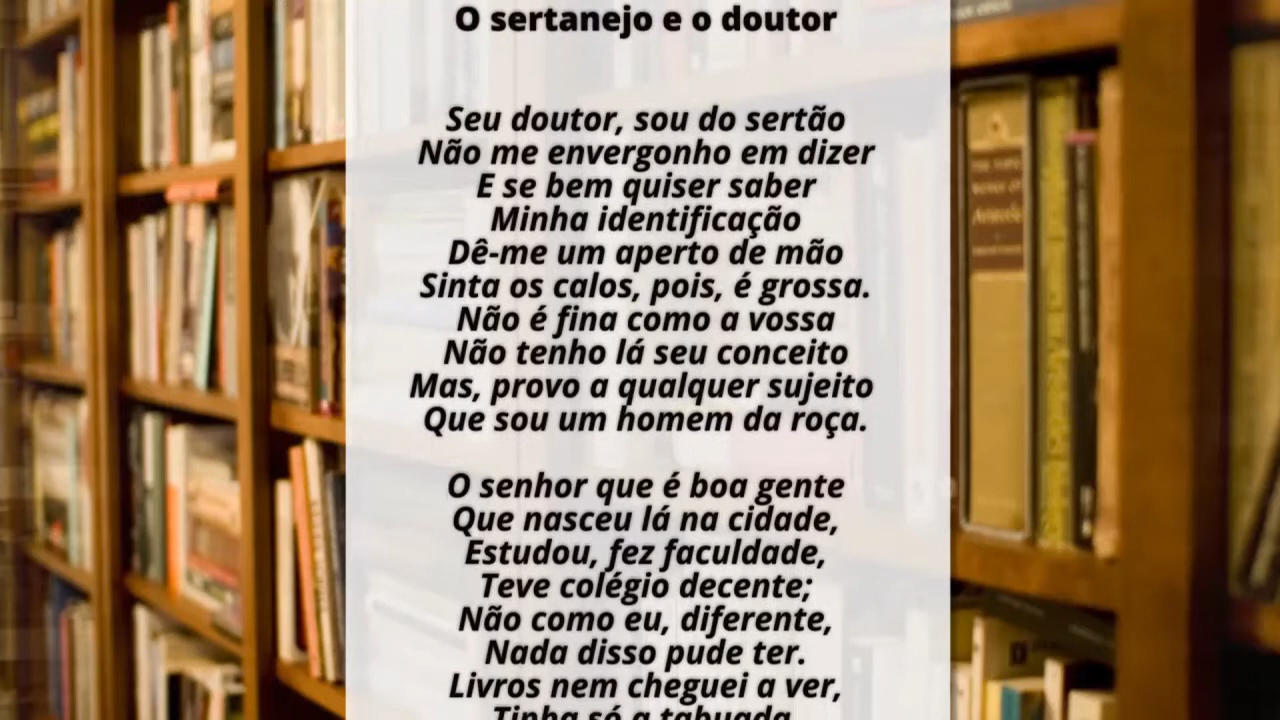 O sertanejo e o doutor
Seu doutor, sou do sertão
Não me envergonho em dizer
E se bem quiser saber
Minha identificação
Dê-me um aperto de mão
Sinta os calos, pois, é grossa.
Não é fina como a vossa
Não tenho lá seu conceito
Mas, provo a qualquer sujeito
Que sou um homem da roça.
O senhor que é boa gente
Que nasceu lá na cidade,
Estudou, fez faculdade,
Teve colégio decente;
Não como eu, diferente,
Nada disso pude ter.
Livros nem cheguei a ver,
Tinha só a tabuada